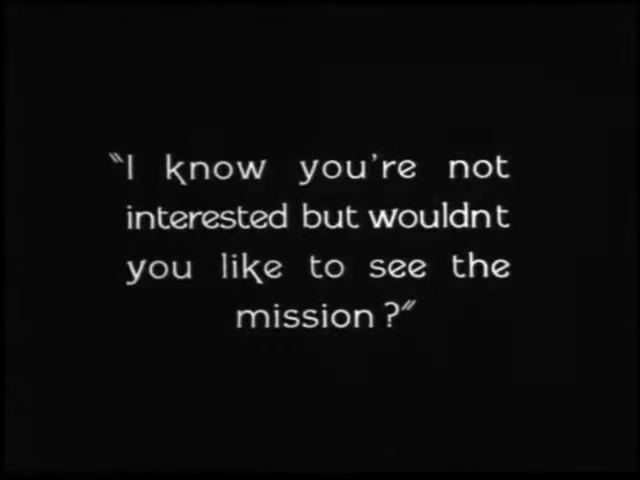 "I know you're not
interested but wouldnt
you like to see the
mission?"